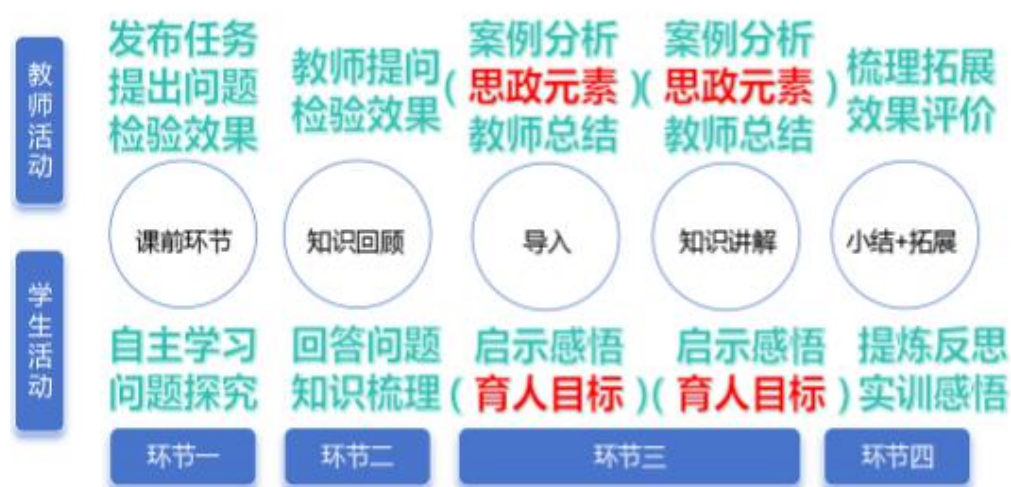 教师活动
发布任务
提出问题
检验效果
教师提问
检验效果
案例分析
(思政元素)
教师总结
案例分析
(思政元素)
教师总结
梳理拓展
效果评价
课前环节
知识回顾
导入
知识讲解
小结+拓展
学生活动
自主学习
问题探究
回答问题
知识梳理
启示感悟
(育人目标)
启示感悟
(育人目标)
提炼反思
实训感悟
环节一
环节二
环节三
环节四